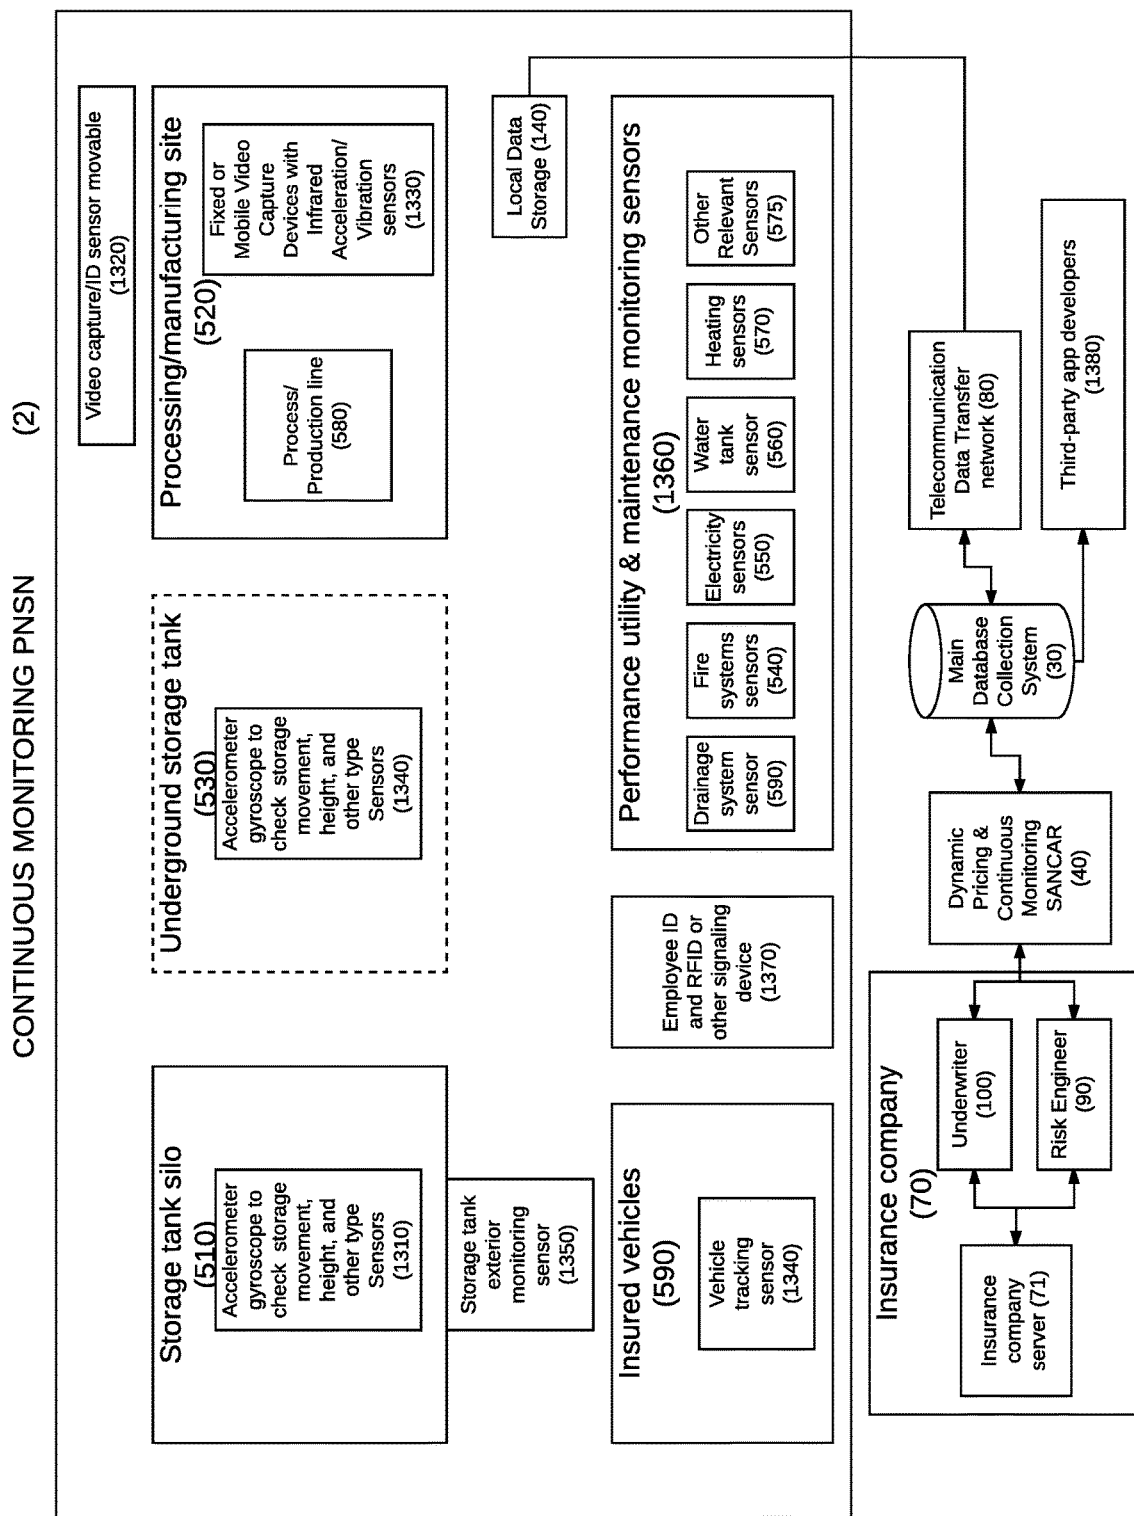 CONTINUOUS MONITORING PNSN
(2)
Storage tank silo
(510)
Accelerometer
gyroscope to
check storage
movement,
height, and
other type
Sensors
(1310)
Storage tank
exterior
monitoring
sensor
(1350)
Underground storage tank
(530)
Accelerometer
gyroscope to
check storage
movement,
height, and
other type
Sensors
(1340)
Video capture/ID sensor movable
(1320)
Processing/manufacturing site
(520)
Process/
Production line
(580)
Fixed or
Mobile Video
Capture
Devices with
Infrared
Acceleration/
Vibration
sensors
(1330)
Local Data
Storage (140)
Insured vehicles
(590)
Vehicle
tracking
sensor
(1340)
Employee ID
and RFID or
other signaling
device
(1370)
Performance utility & maintenance monitoring sensors
(1360)
Drainage
system
sensor
(590)
Fire
systems
sensors
(540)
Electricity
sensors
(550)
Water
tank
sensor
(560)
Heating
sensors
(570)
Other
Relevant
Sensors
(575)
Insurance company
(70)
Insurance
company
server (71)
Underwriter
(100)
Risk Engineer
(90)
Dynamic
Pricing &
Continuous
Monitoring
SANCAR
(40)
Main
Database
Collection
System
(30)
Telecommunication
Data Transfer
network (80)
Third-party app developers
(1380)